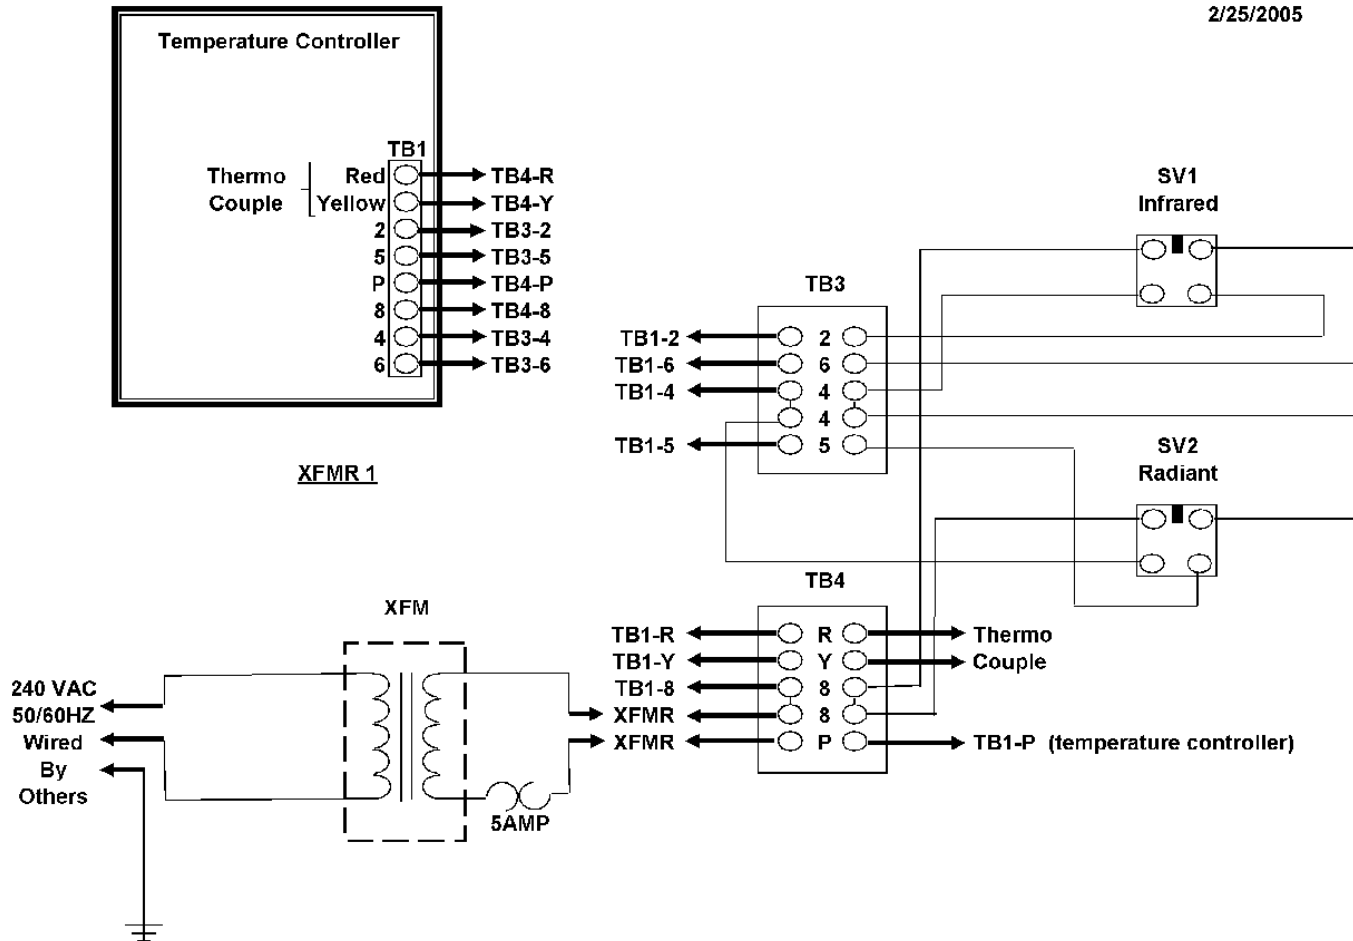 2/25/2005
Temperature Controller
TB1
Thermo
Couple
Red
Yellow
2
5
P
8
4
6
TB4-R
TB4-Y
TB3-2
TB3-5
TB4-P
TB4-8
TB3-4
TB3-6
XFMR 1
SV1
Infrared
TB3
TB1-2
TB1-6
TB1-4
TB1-5
2
6
4
4
5
SV2
Radiant
TB4
TB1-R
TB1-Y
TB1-8
XFMR
XFMR
R
Y
8
8
P
Thermo
Couple
TB1-P (temperature controller)
XFM
240 VAC
50/60HZ
Wired
By
Others
5AMP